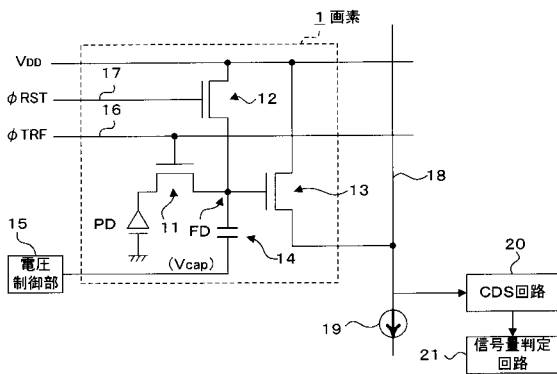 1 画素
VDD
φRST
17
12
16
φTRF
13
18
PD
11
FD
14
15
電圧
制御部
(Vcap)
20
CDS回路
19
信号量判定
回路
21